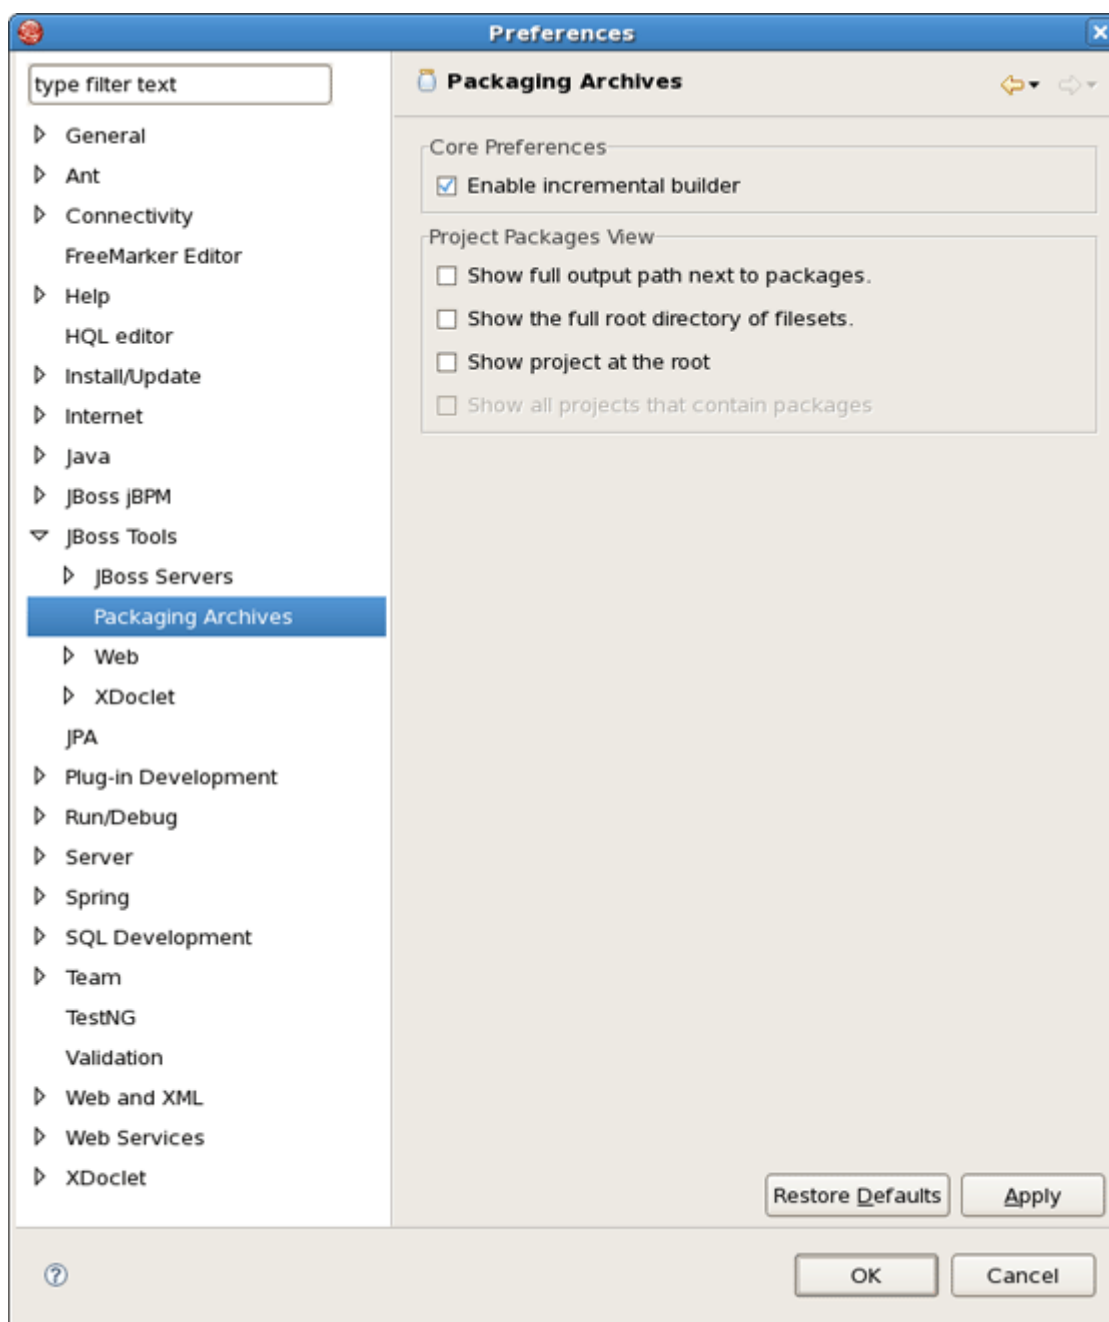 Preferences
type filter text
General
Ant
Connectivity
FreeMarker Editor
Help
HQL editor
Install/Update
Internet
Java
JBoss jBPM
JBoss Tools
JBoss Servers
Packaging Archives
Web
XDoclet
JPA
Plug-in Development
Run/Debug
Server
Spring
SQL Development
Team
TestNG
Validation
Web and XML
Web Services
XDoclet
Packaging Archives
Core Preferences
Enable incremental builder
Project Packages View
Show full output path next to packages.
Show the full root directory of filesets.
Show project at the root
Show all projects that contain packages
Restore Defaults
Apply
OK
Cancel